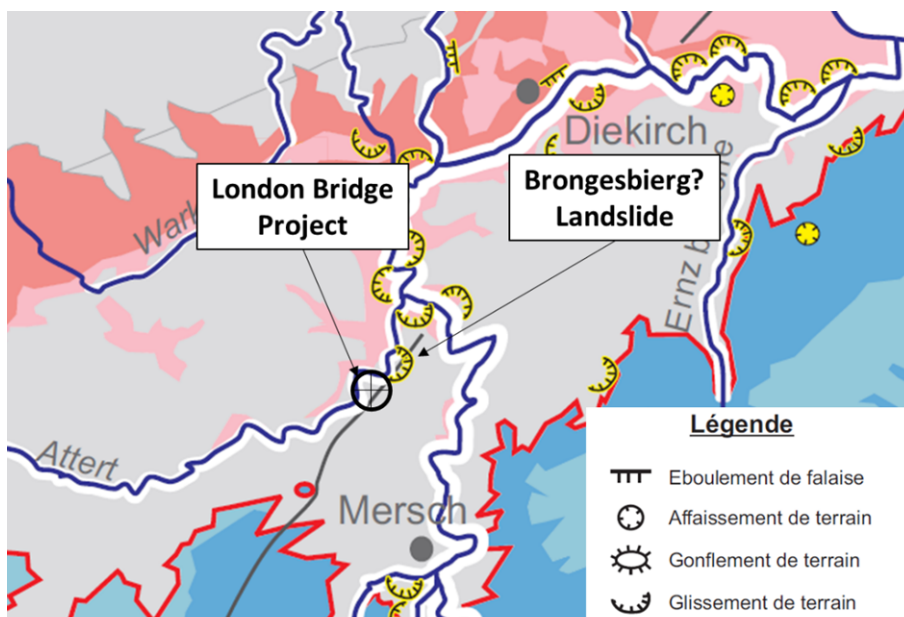 Diekirch
London Bridge
Project
Brongesbierg?
Landslide
Wark
Ernz b
he
Attert
Mersch
Légende
Eboulement de falaise
Affaissement de terrain
Gonflement de terrain
Glissement de terrain